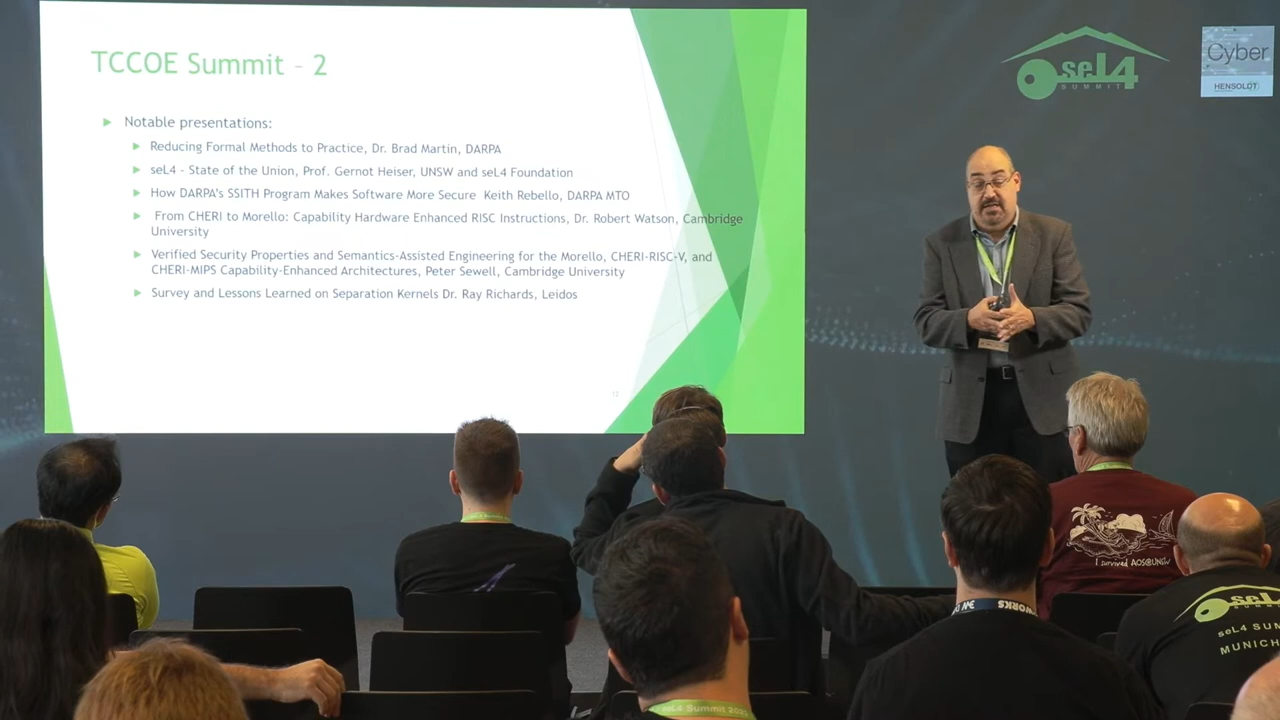 TCCOE Summit – 2
Notable presentations:
Reducing Formal Methods to Practice, Dr. Brad Martin, DARPA
seL4 – State of the Union, Prof. Gernot Heiser, UNSW and seL4 Foundation
How DARPA's SSITH Program Makes Software More Secure Keith Rebello, DARPA MTO
From CHERI to Morello: Capability Hardware Enhanced RISC Instructions, Dr. Robert Watson, Cambridge
University
Verified Security Properties and Semantics-Assisted Engineering for the Morello, CHERI-RISC-V, and
CHERI-MIPS Capability-Enhanced Architectures, Peter Sewell, Cambridge University
Survey and Lessons Learned on Separation Kernels Dr. Ray Richards, Leidos
12
seL4
SUMMIT
Cyber
HENSOLDT
I survived AOS@UNSW
WORKS
seL4
seL4 SUM
MUNICH
seL4 Summit 202